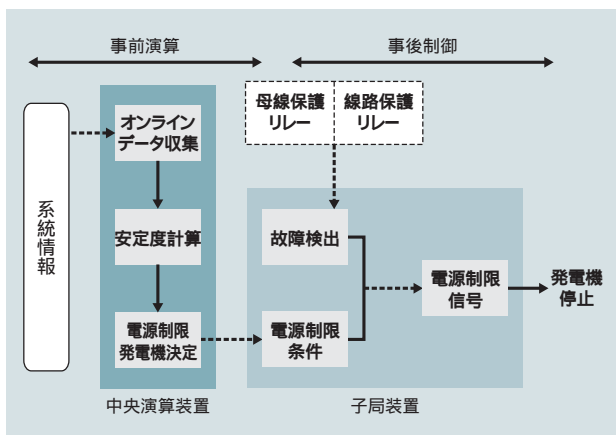 事前演算
事後制御
母線保護
リレー
線路保護
リレー
オンライン
データ収集
系統情報
安定度計算
故障検出
電源制限
信号
発電機
停止
電源制限
発電機決定
電源制限
条件
中央演算装置
子局装置